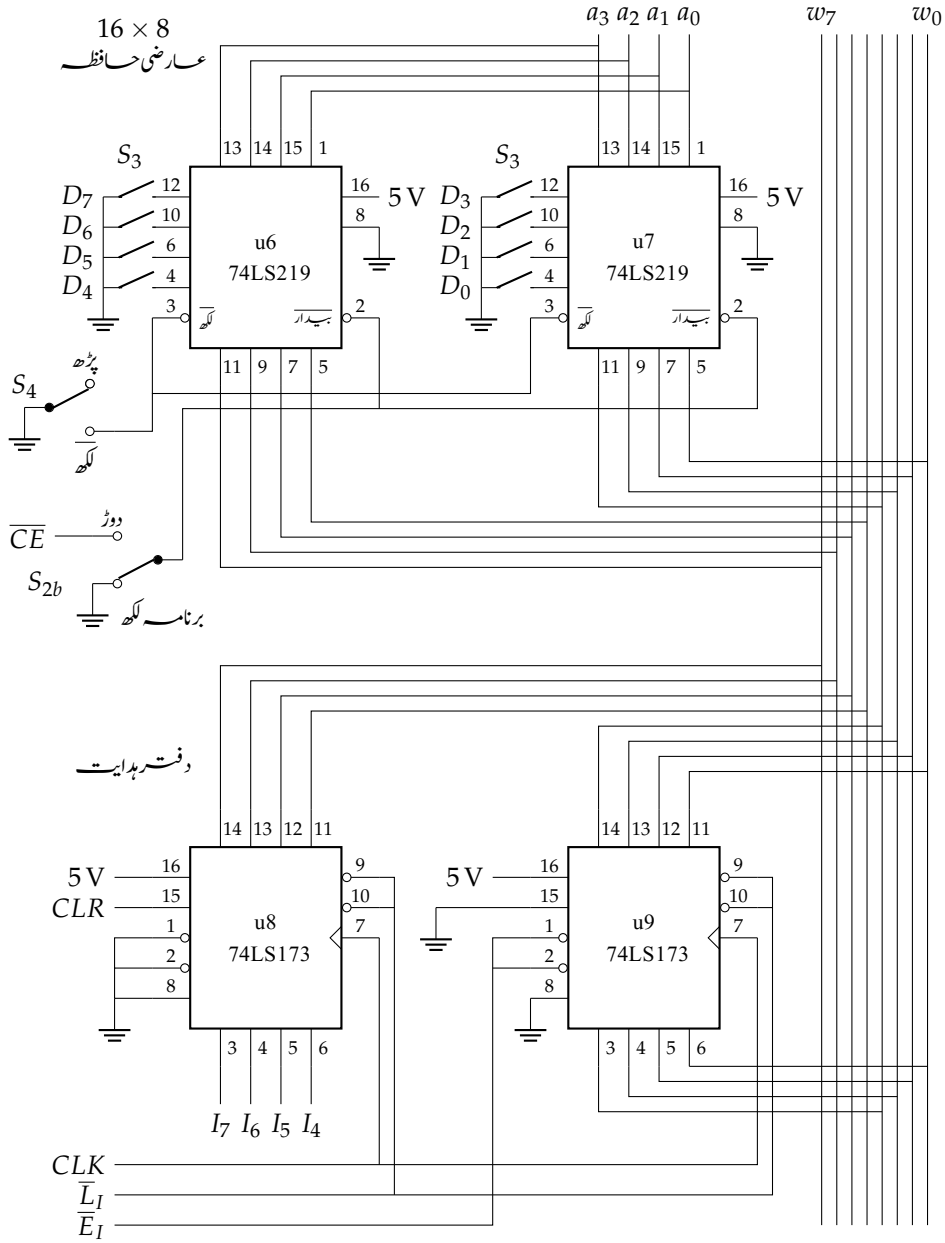 a3 a2 a1 a0 w7 w0
16 × 8
عارضی حافظہ
13 14 15 1 13 14 15 1
S3 S3
D7 12 16 5 V D3 12 16 5 V
D6 10 8 D2 10 8
D5 6 D1 6
D4 4 D0 4
u6 u7
74LS219 74LS219
3 لکھ بیدار 2 3 لکھ بیدار 2
11 9 7 5 11 9 7 5
پڑھ
S4
لکھ
دوڑ
CE
S2b
برنامہ لکھ
دفتر ہدایت
14 13 12 11 14 13 12 11
5 V 16 9 5 V 16 9
CLR 15 10 15 10
u8 u9
1 7 1 7
74LS173 74LS173
2 2
8 8
3 4 5 6 3 4 5 6
I7 I6 I5 I4
CLK
L̅I
E̅I